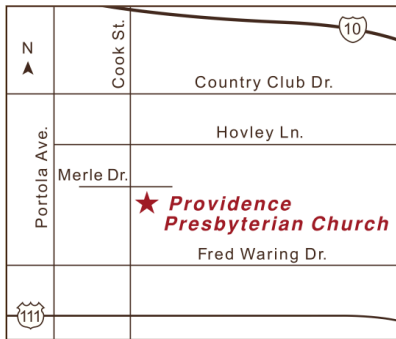 10
N
Cook St.
Country Club Dr.
Hovley Ln.
Portola Ave.
Merle Dr.
Providence
Presbyterian Church
Fred Waring Dr.
111